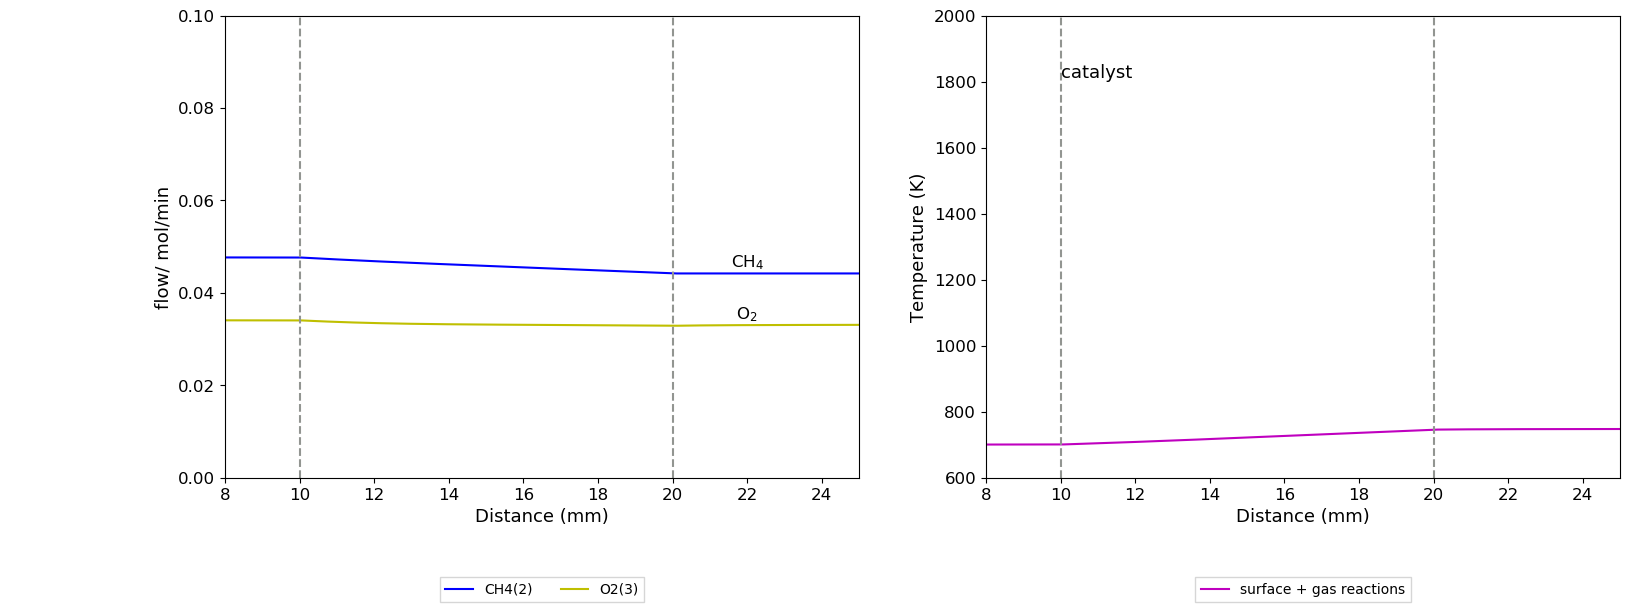 0.10
0.08
0.06
0.04
0.02
0.00
flow/ mol/min
CH₄
O₂
8 10 12 14 16 18 20 22 24
Distance (mm)
CH4(2) O2(3)
2000
1800
1600
1400
1200
1000
800
600
Temperature (K)
catalyst
8 10 12 14 16 18 20 22 24
Distance (mm)
surface + gas reactions